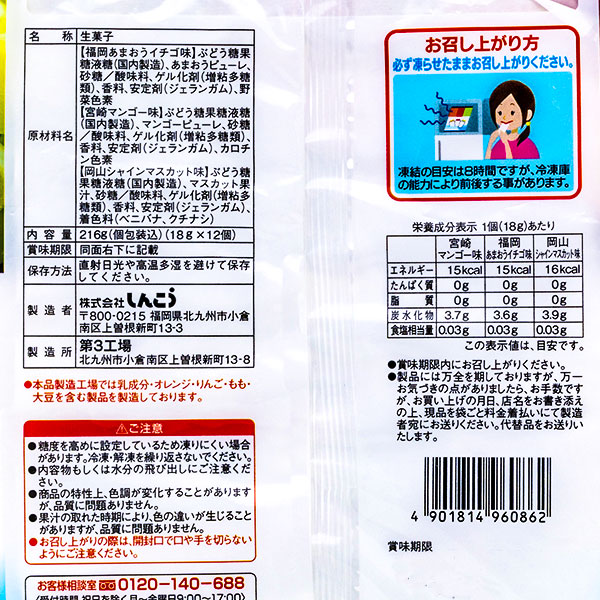 名 称 生菓子
原材料名
【福岡あまおうイチゴ味】ぶどう糖果
糖液糖(国内製造)、あまおうピューレ、
砂糖／酸味料、ゲル化剤(増粘多糖
類)、香料、安定剤(ジェランガム)、野
菜色素
【宮崎マンゴー味】ぶどう糖果糖液糖
(国内製造)、マンゴーピューレ、砂糖
／酸味料、ゲル化剤(増粘多糖類)、
香料、安定剤(ジェランガム)、カロチ
ン色素
【岡山シャインマスカット味】ぶどう糖
果糖液糖(国内製造)、マスカット果
汁、砂糖／酸味料、ゲル化剤(増粘多
糖類)、香料、安定剤(ジェランガム)、
着色料(ベニバナ、クチナシ)
内 容 量 216g(個包装込)(18g×12個)
賞味期限 同面右下に記載
保存方法 直射日光や高温多湿を避けて保存
してください。
製 造 者 株式会社しんこう
〒800-0215 福岡県北九州市小倉
南区上曽根新町13-3
製 造 所 第3工場
北九州市小倉南区上曽根新町13-8
●本品製造工場では乳成分・オレンジ・りんご・もも・
大豆を含む製品を製造しております。
⚠ご注意
●糖度を高めに設定しているため凍りにくい場合
があります。冷凍・解凍を繰り返さないでください。
●内容物もしくは水分の飛び出しにご注意くだ
さい。
●商品の特性上、色調が変化することがあります
が、品質に問題ありません。
●果汁の取れた時期により、色の違いが生じること
がありますが、品質に問題ありません。
●お召し上がりの際は、開封口で口や手を切らない
ようにご注意ください。
お客様相談室 0120-140-688
〈受付時間 祝日を除く月～金曜日9:00～17:00〉
お召し上がり方
必ず凍らせたままお召し上がりください。
凍結の目安は8時間ですが、冷凍庫
の能力により前後する事があります。
栄養成分表示 1個(18g)あたり
宮崎 マンゴー味 福岡 あまおうイチゴ味 岡山 シャインマスカット味
エネルギー 15kcal 15kcal 16kcal
たんぱく質 0g 0g 0g
脂 質 0g 0g 0g
炭水化物 3.7g 3.6g 3.9g
食塩相当量 0.03g 0.03g 0.03g
この表示値は、目安です。
●賞味期限内にお召し上がりください。
●製品には万全を期しておりますが、万一
お気づきの点がありましたら、お手数です
が、お買い上げの月日、店名をお書き添え
の上、現品を袋ごと料金着払いにて製造
者宛にお送りください。代替品をお送りい
たします。
4 901814 960862
賞味期限